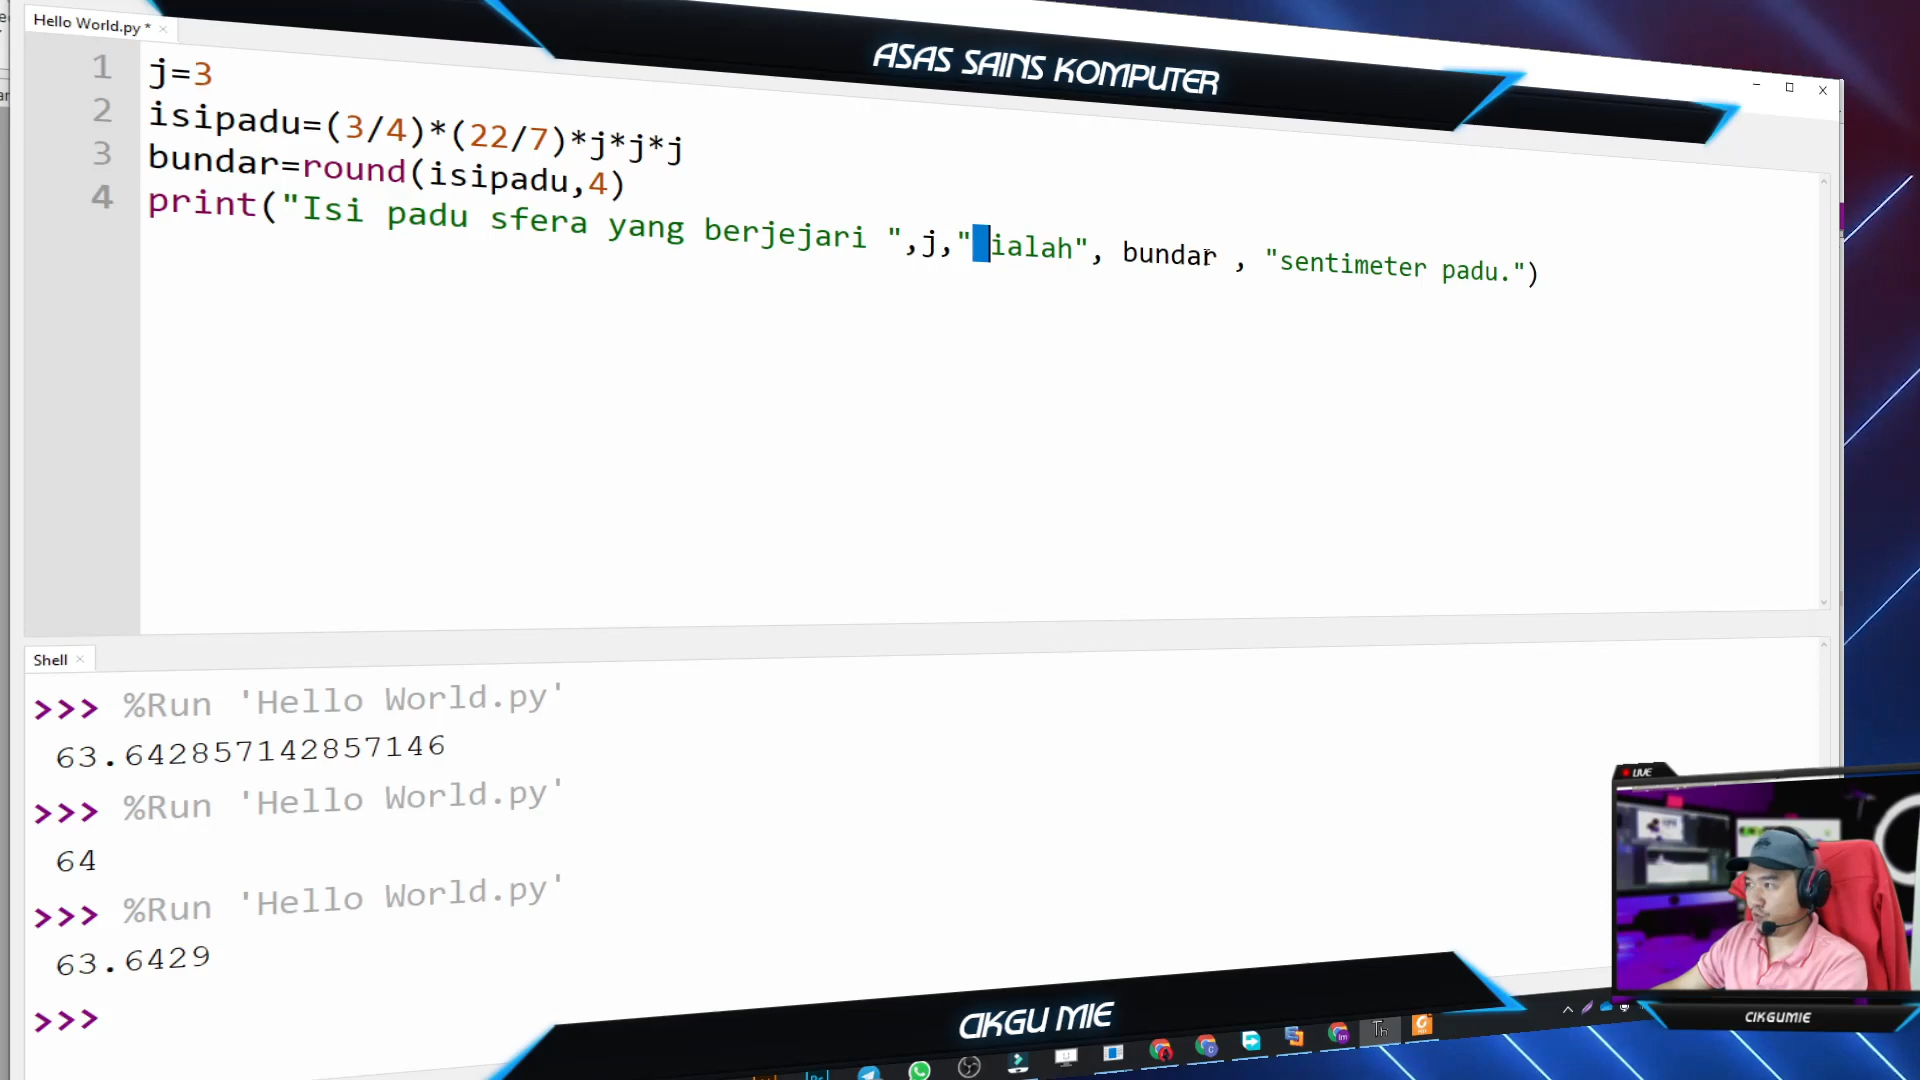 Hello World.py *
ASAS SAINS KOMPUTER
1 j=3
2 isipadu=(3/4)*(22/7)*j*j*j
3 bundar=round(isipadu,4)
4 print("Isi padu sfera yang berjejari ",j," ialah", bundar , "sentimeter padu.")
Shell
>>> %Run 'Hello World.py'
63.642857142857146
>>> %Run 'Hello World.py'
64
>>> %Run 'Hello World.py'
63.6429
>>>
LIVE
CIKGU MIE
CIKGUMIE